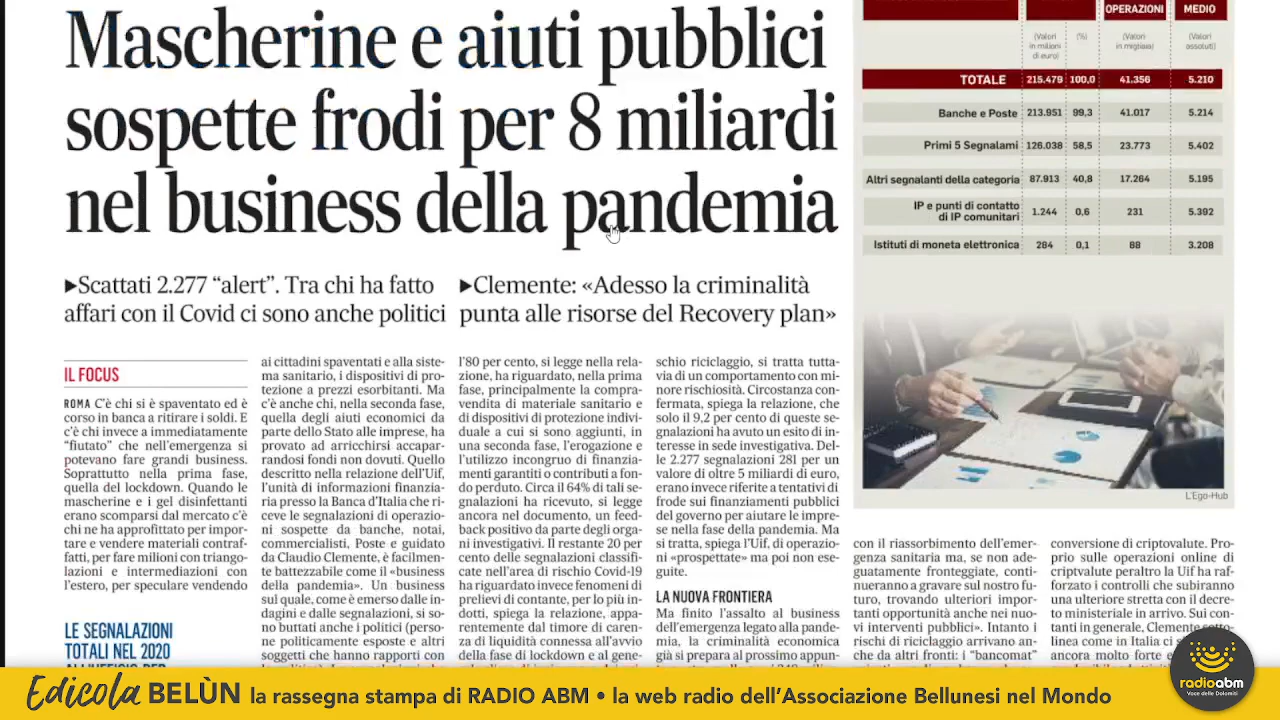 Mascherine e aiuti pubblici
sospette frodi per 8 miliardi
nel business della pandemia
▶Scattati 2.277 “alert”. Tra chi ha fatto
affari con il Covid ci sono anche politici
▶Clemente: «Adesso la criminalità
punta alle risorse del Recovery plan»
IL FOCUS
ROMA C'è chi si è spaventato ed è
corso in banca a ritirare i soldi. E
c'è chi invece a immediatamente
“fiutato” che nell'emergenza si
potevano fare grandi business.
Soprattutto nella prima fase,
quella del lockdown. Quando le
mascherine e i gel disinfettanti
erano scomparsi dal mercato c'è
chi ne ha approfittato per impor-
tare e vendere materiali contraf-
fatti, per fare milioni con triango-
lazioni e intermediazioni con
l'estero, per speculare vendendo
LE SEGNALAZIONI
TOTALI NEL 2020
ALL'UFFICIO PER
ai cittadini spaventati e alla siste-
ma sanitario, i dispositivi di pro-
tezione a prezzi esorbitanti. Ma
c'è anche chi, nella seconda fase,
quella degli aiuti economici da
parte dello Stato alle imprese, ha
provato ad arricchirsi accapar-
randosi fondi non dovuti. Quello
descritto nella relazione dell'Uif,
l'unità di informazioni finanzia-
ria presso la Banca d'Italia che ri-
ceve le segnalazioni di operazio-
ni sospette da banche, notai,
commercialisti, Poste e guidato
da Claudio Clemente, è facilmen-
te battezzabile come il «business
della pandemia». Un business
sul quale, come è emerso dalle in-
dagini e dalle segnalazioni, si so-
no buttati anche i politici (perso-
ne politicamente esposte e altri
soggetti che hanno rapporti con
l'80 per cento, si legge nella rela-
zione, ha riguardato, nella prima
fase, principalmente la compra-
vendita di materiale sanitario e
di dispositivi di protezione indivi-
duale a cui si sono aggiunti, in
una seconda fase, l'erogazione e
l'utilizzo incongruo di finanzia-
menti garantiti o contributi a fon-
do perduto. Circa il 64% di tali se-
gnalazioni ha ricevuto, si legge
ancora nel documento, un feed-
back positivo da parte degli orga-
ni investigativi. Il restante 20 per
cento delle segnalazioni classifi-
cate nell'area di rischio Covid-19
ha riguardato invece fenomeni di
prelievi di contante, per lo più in-
dotti, spiega la relazione, appa-
rentemente dal timore di caren-
za di liquidità connessa all'avvio
della fase di lockdown e al gene-
schio riciclaggio, si tratta tutta-
via di un comportamento con mi-
nore rischiosità. Circostanza con-
fermata, spiega la relazione, che
solo il 9,2 per cento di queste se-
gnalazioni ha avuto un esito di in-
teresse in sede investigativa. Del-
le 2.277 segnalazioni 281 per un
valore di oltre 5 miliardi di euro,
erano invece riferite a tentativi di
frode sui finanziamenti pubblici
del governo per aiutare le impre-
se nella fase della pandemia. Ma
si tratta, spiega l'Uif, di operazio-
ni «prospettate» ma poi non ese-
guite.
LA NUOVA FRONTIERA
Ma finito l'assalto al business
dell'emergenza legato alla pande-
mia, la criminalità economica
già si prepara al prossimo appun-
OPERAZIONI
MEDIO
(Valori
in milioni
di euro)
(%)
(Valori
in migliaia)
(Valori
assoluti)
TOTALE 215.479 100,0 41.356 5.210
Banche e Poste 213.951 99,3 41.017 5.214
Primi 5 Segnalami 126.038 58,5 23.773 5.402
Altri segnalanti della categoria 87.913 40,8 17.264 5.195
IP e punti di contatto
di IP comunitari 1.244 0,6 231 5.392
Istituti di moneta elettronica 284 0,1 88 3.208
L'Ego-Hub
con il riassorbimento dell'emer-
genza sanitaria ma, se non ade-
guatamente fronteggiate, conti-
nueranno a gravare sul nostro fu-
turo, trovando ulteriori impor-
tanti opportunità anche nei nuo-
vi interventi pubblici». Intanto i
rischi di riciclaggio arrivano an-
che da altri fronti: i “bancomat”
conversione di criptovalute. Pro-
prio sulle operazioni online di
criptvalute peraltro la Uif ha raf-
forzato i controlli che subiranno
una ulteriore stretta con il decre-
to ministeriale in arrivo. Sui con-
tanti in generale, Clemente sotto-
linea come in Italia ci s
ancora molto forte e
Edicola BELÙN la rassegna stampa di RADIO ABM • la web radio dell'Associazione Bellunesi nel Mondo
radioabm
Voce delle Dolomiti